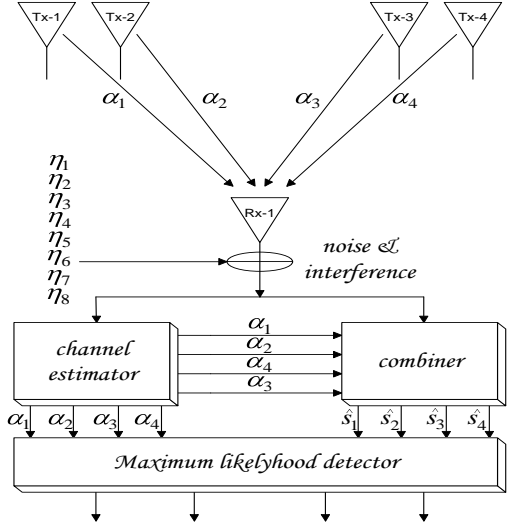 Tx-1 Tx-2 Tx-3 Tx-4
α1 α2 α3 α4
η1
η2
η3
η4
η5
η6
η7
η8
Rx-1
noise &
interference
channel
estimator
α1
α2
α4
α3
combiner
α1 α2 α3 α4
ŝ1 ŝ2 ŝ3 ŝ4
Maximum likelyhood detector